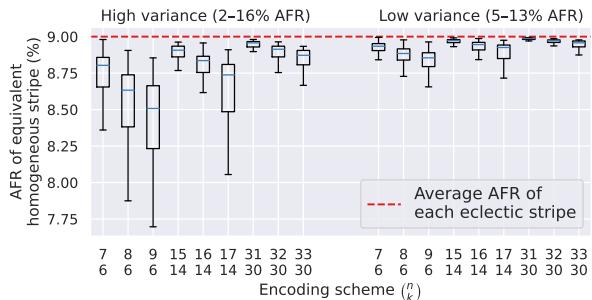 High variance (2–16% AFR) Low variance (5–13% AFR)
AFR of equivalent
homogeneous stripe (%)
9.00
8.75
8.50
8.25
8.00
7.75
Average AFR of
each eclectic stripe
7 8 9 15 16 17 31 32 33 7 8 9 15 16 17 31 32 33
6 6 6 14 14 14 30 30 30 6 6 6 14 14 14 30 30 30
Encoding scheme (n k)